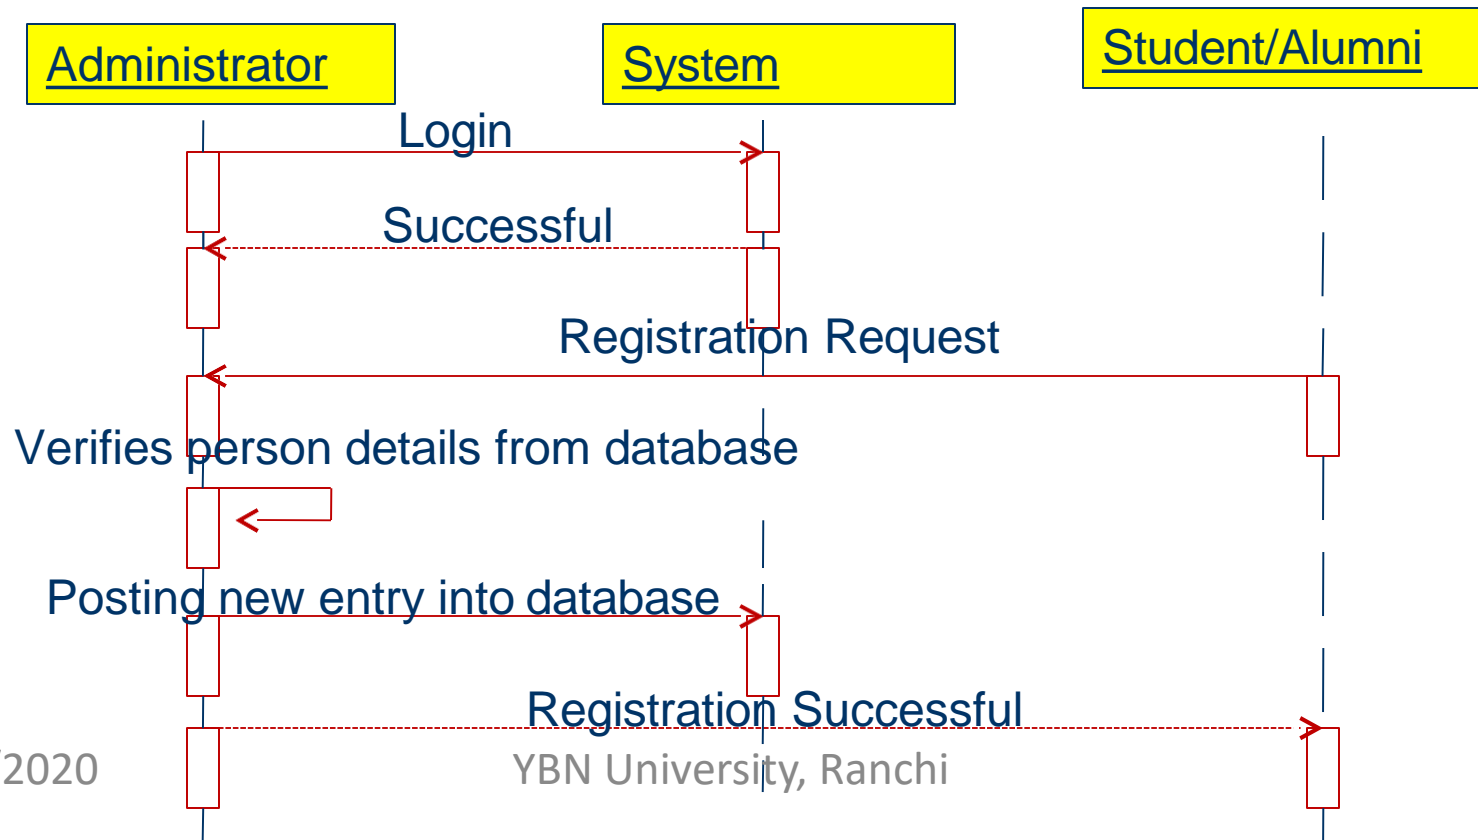 Administrator
System
Student/Alumni
Login
Successful
Registration Request
Verifies person details from database
Posting new entry into database
Registration Successful
/2020
YBN University, Ranchi